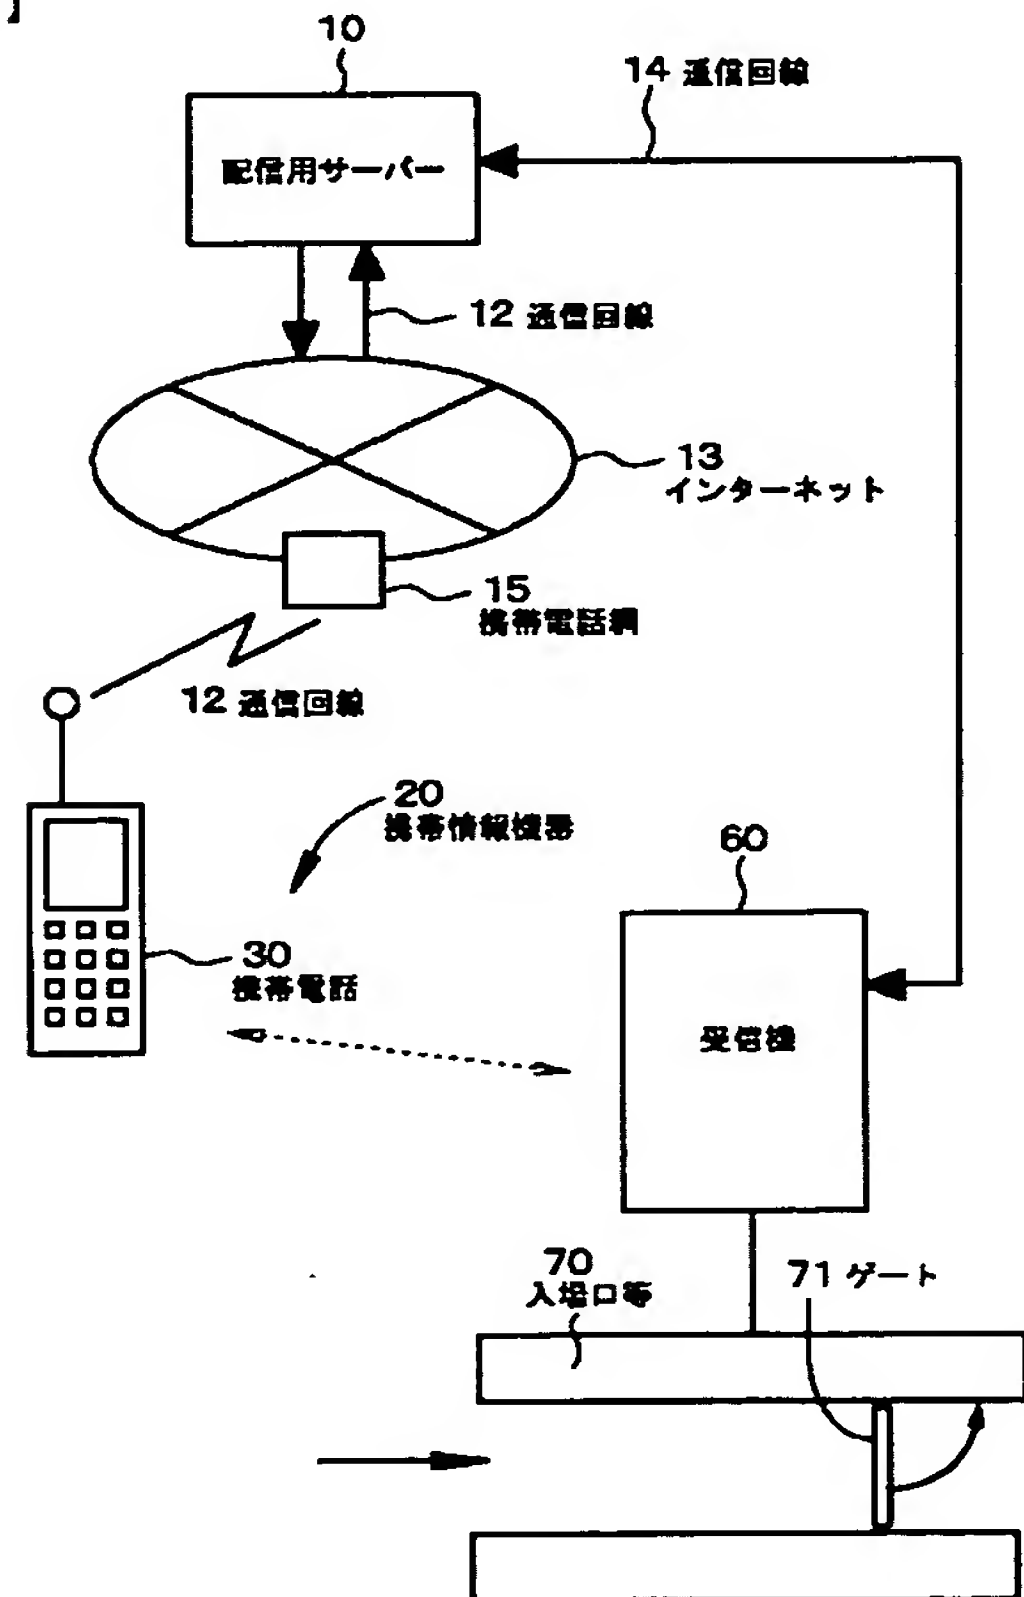 】
10
14 通信回線
配信用サーバー
12 通信回線
13
インターネット
15
携帯電話網
12 通信回線
20
携帯情報機器
60
30
携帯電話
受信機
70
入場口等
71 ゲート